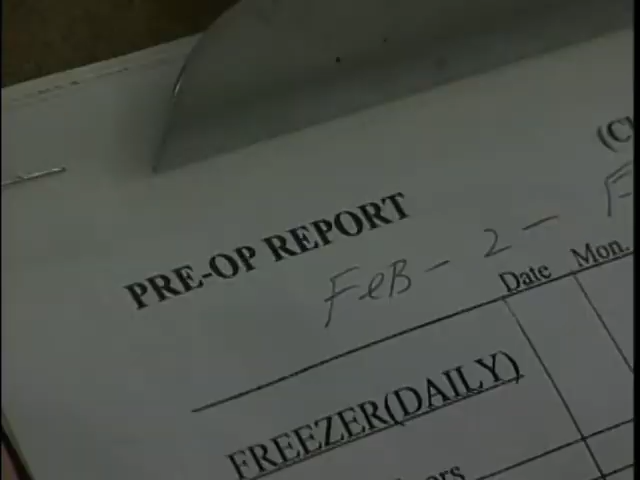 PRE-OP REPORT
FeB - 2 - F
Date Mon.
FREEZER(DAILY)